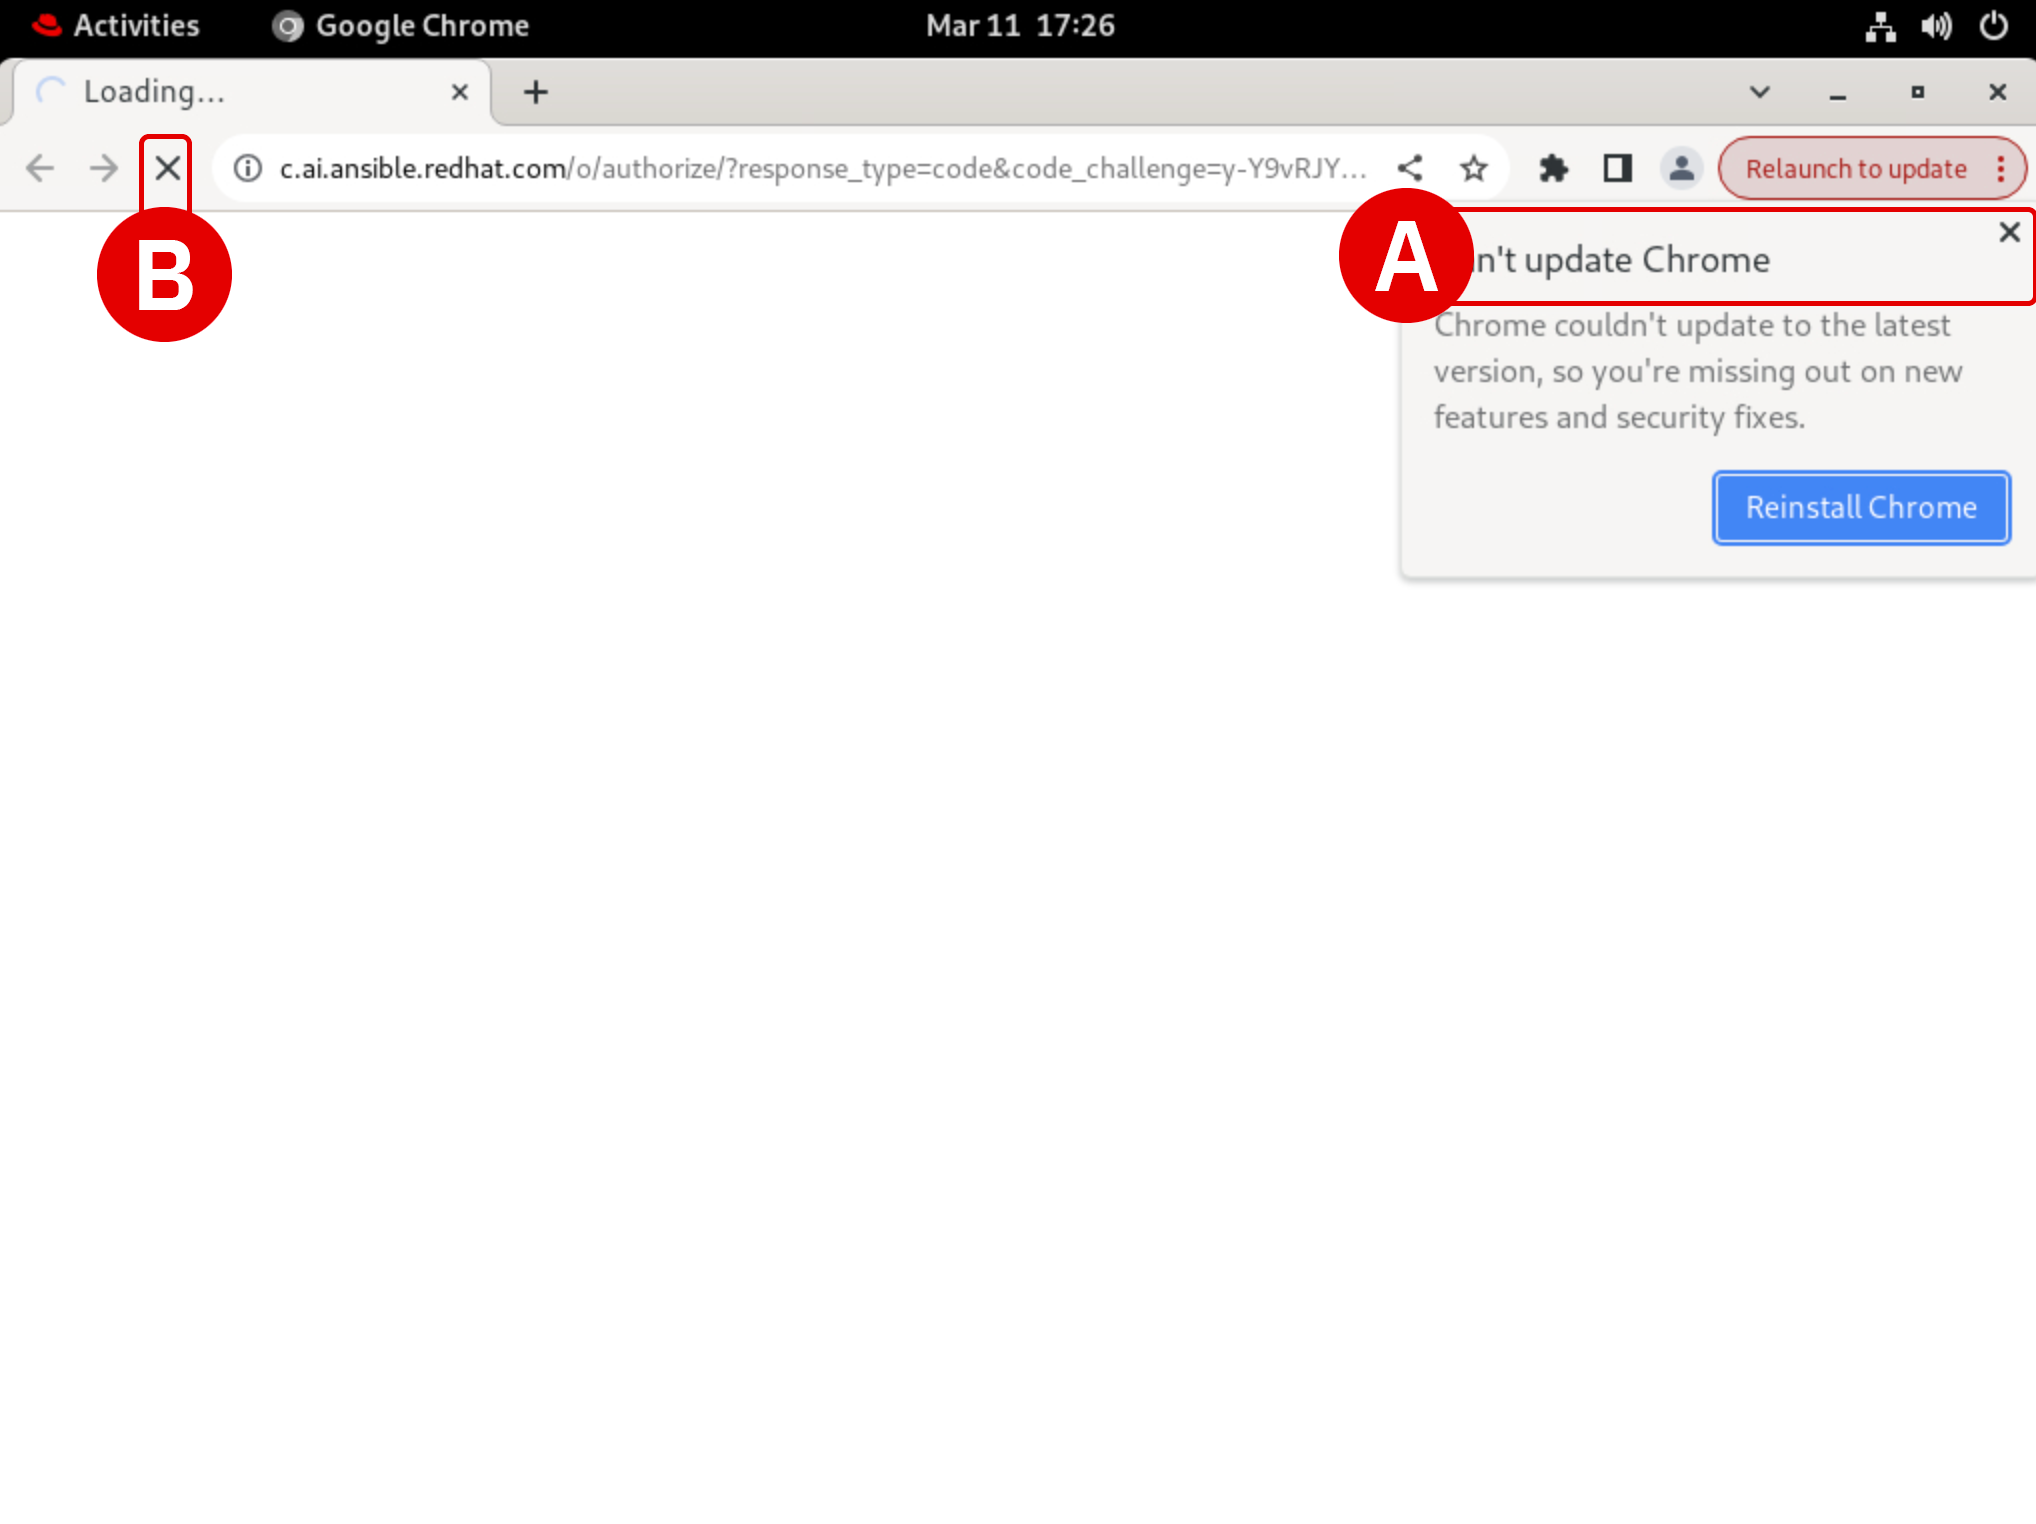 Activities Google Chrome Mar 11 17:26
Loading...
c.ai.ansible.redhat.com/o/authorize/?response_type=code&code_challenge=y-Y9vRJY... Relaunch to update
B
A
n't update Chrome
Chrome couldn't update to the latest
version, so you're missing out on new
features and security fixes.
Reinstall Chrome